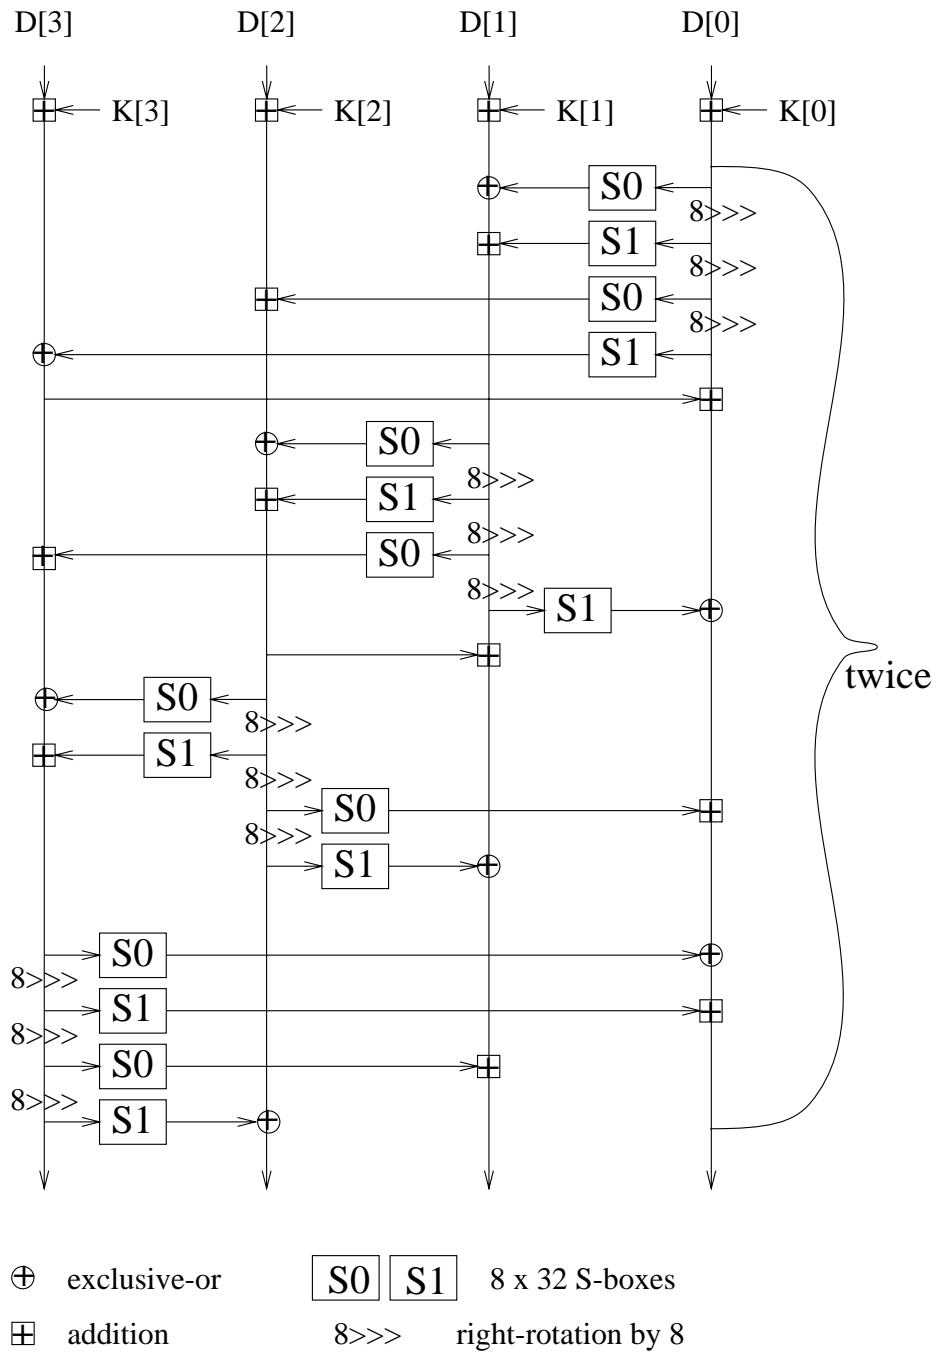 D[3] D[2] D[1] D[0]
K[3] K[2] K[1] K[0]
S0
8>>>
S1
8>>>
S0
8>>>
S1
S0
8>>>
S1
8>>>
S0
8>>>
S1
twice
S0
8>>>
S1
8>>>
S0
8>>>
S1
S0
8>>>
S1
8>>>
S0
8>>>
S1
exclusive-or S0 S1 8 x 32 S-boxes
addition 8>>> right-rotation by 8